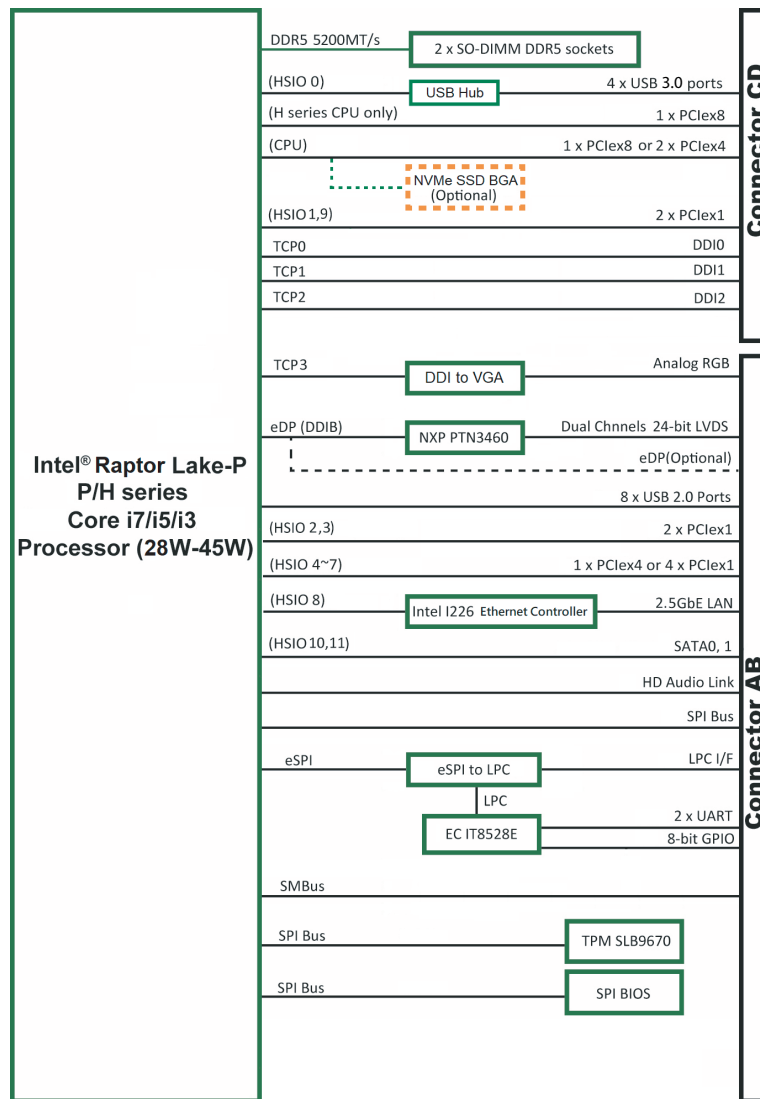 DDR5 5200MT/s
2 x SO-DIMM DDR5 sockets
(HSIO 0)
USB Hub
4 x USB 3.0 ports
(H series CPU only)
1 x PCIex8
(CPU)
1 x PCIex8 or 2 x PCIex4
NVMe SSD BGA
(Optional)
(HSIO1,9)
2 x PCIex1
TCP0
DDI0
TCP1
DDI1
TCP2
DDI2
Connector CD
TCP3
DDI to VGA
Analog RGB
eDP (DDIB)
NXP PTN3460
Dual Chnnels 24-bit LVDS
eDP(Optional)
Intel® Raptor Lake-P
P/H series
Core i7/i5/i3
Processor (28W-45W)
8 x USB 2.0 Ports
(HSIO 2,3)
2 x PCIex1
(HSIO 4~7)
1 x PCIex4 or 4 x PCIex1
(HSIO 8)
Intel I226 Ethernet Controller
2.5GbE LAN
(HSIO10,11)
SATA0, 1
HD Audio Link
SPI Bus
eSPI
eSPI to LPC
LPC I/F
LPC
EC IT8528E
2 x UART
8-bit GPIO
Connector AB
SMBus
SPI Bus
TPM SLB9670
SPI Bus
SPI BIOS